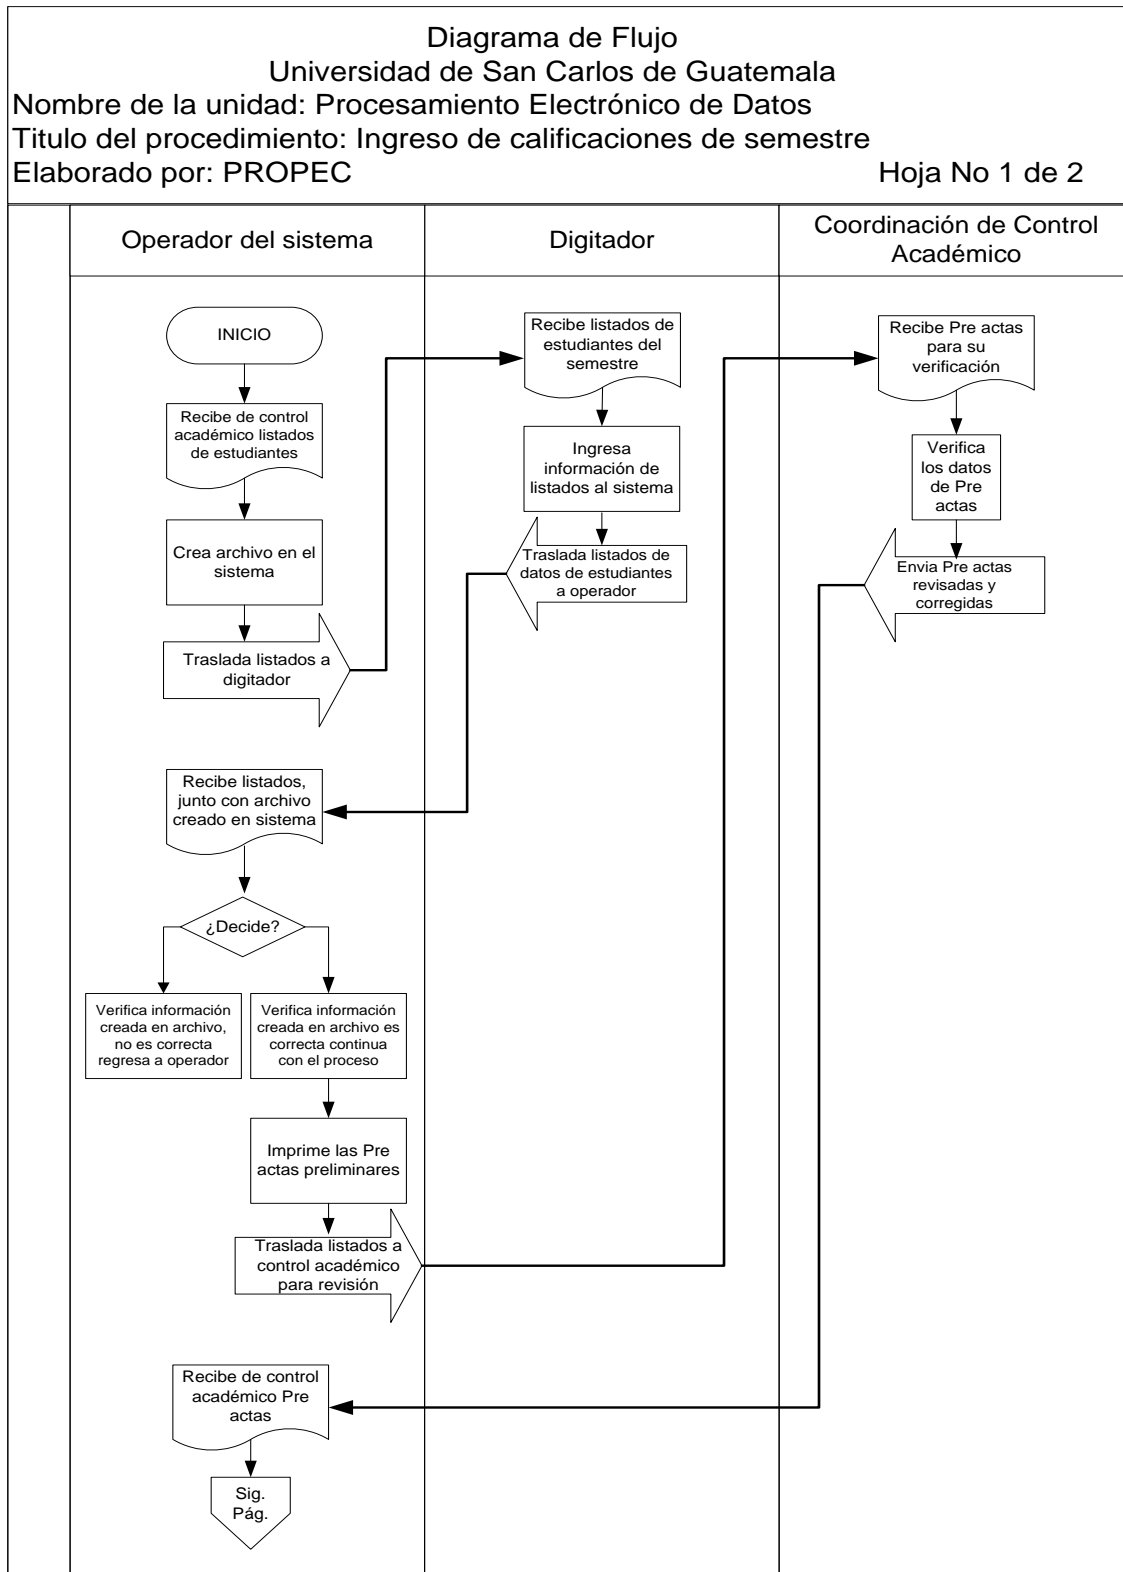 Diagrama de Flujo
Universidad de San Carlos de Guatemala
Nombre de la unidad: Procesamiento Electrónico de Datos
Titulo del procedimiento: Ingreso de calificaciones de semestre
Elaborado por: PROPEC
Hoja No 1 de 2
Operador del sistema
Digitador
Coordinación de Control
Académico
INICIO
Recibe de control
académico listados
de estudiantes
Crea archivo en el
sistema
Traslada listados a
digitador
Recibe listados de
estudiantes del
semestre
Ingresa
información de
listados al sistema
Traslada listados de
datos de estudiantes
a operador
Recibe listados,
junto con archivo
creado en sistema
¿Decide?
Verifica información
creada en archivo,
no es correcta
regresa a operador
Verifica información
creada en archivo es
correcta continua
con el proceso
Imprime las Pre
actas preliminares
Traslada listados a
control académico
para revisión
Recibe Pre actas
para su
verificación
Verifica
los datos
de Pre
actas
Envia Pre actas
revisadas y
corregidas
Recibe de control
académico Pre
actas
Sig.
Pág.